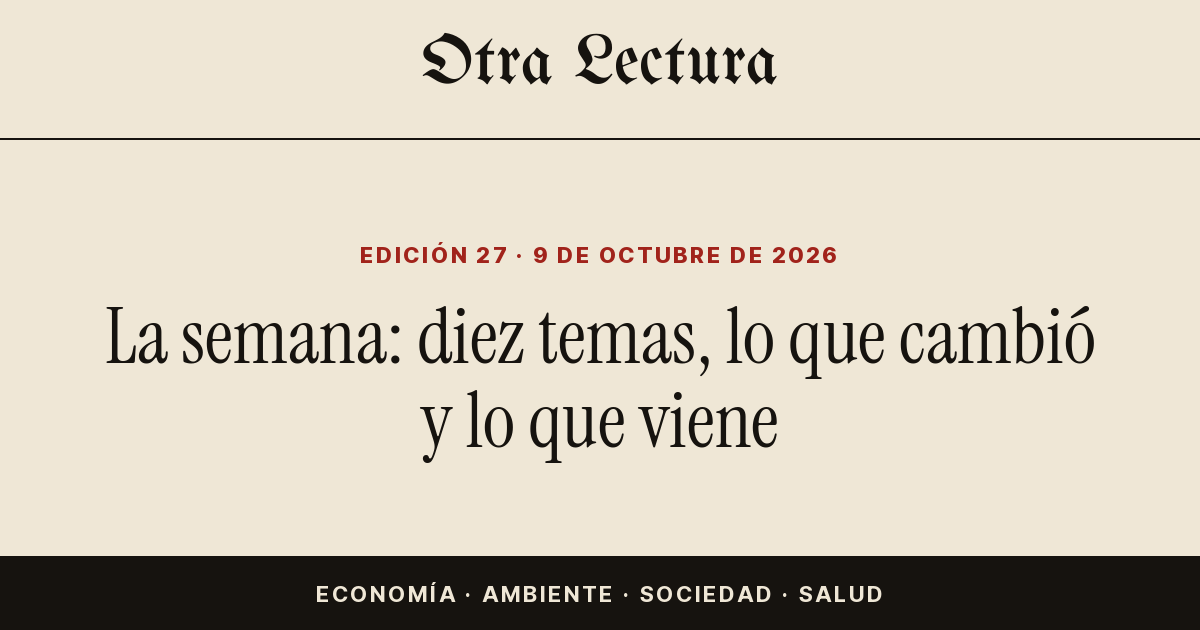 Otra Lectura
EDICIÓN 27 · 9 DE OCTUBRE DE 2026
La semana: diez temas, lo que cambió
y lo que viene
ECONOMÍA · AMBIENTE · SOCIEDAD · SALUD